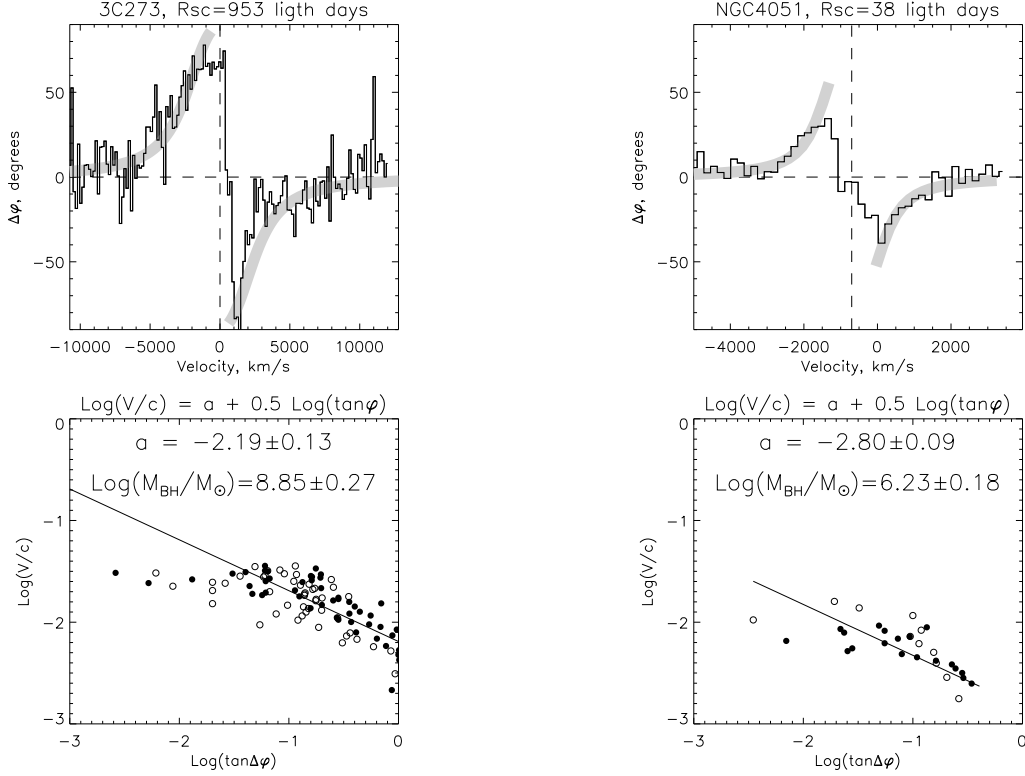 3C273, Rsc=953 ligth days
50
0
−50
Δφ, degrees
−10000 −5000 0 5000 10000
Velocity, km/s
NGC4051, Rsc=38 ligth days
50
0
−50
Δφ, degrees
−4000 −2000 0 2000
Velocity, km/s
Log(V/c) = a + 0.5 Log(tanφ)
a = −2.19±0.13
Log(M_BH/M_⊙)=8.85±0.27
0
−1
−2
−3
Log(V/c)
−3 −2 −1 0
Log(tanΔφ)
Log(V/c) = a + 0.5 Log(tanφ)
a = −2.80±0.09
Log(M_BH/M_⊙)=6.23±0.18
0
−1
−2
−3
Log(V/c)
−3 −2 −1 0
Log(tanΔφ)